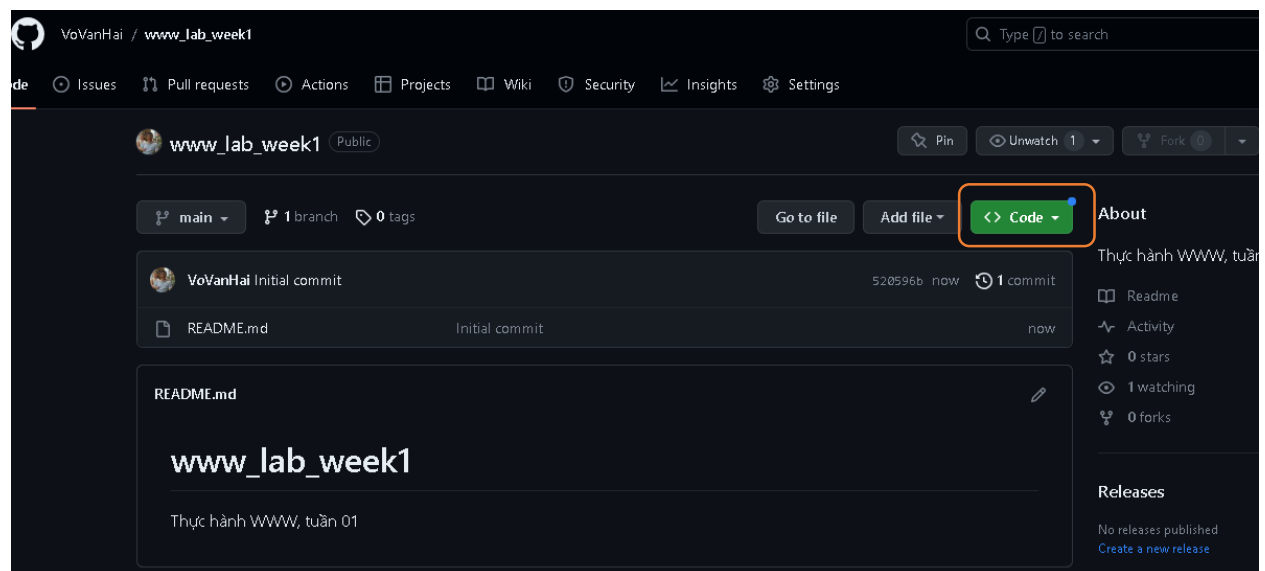 VoVanHai / www_lab_week1
Type / to search
de Issues Pull requests Actions Projects Wiki Security Insights Settings
www_lab_week1 Public
Pin Unwatch 1 Fork 0
main 1 branch 0 tags Go to file Add file <> Code
VoVanHai Initial commit 520596b now 1 commit
README.md Initial commit now
README.md
www_lab_week1
Thực hành WWW, tuần 01
About
Thực hành WWW, tuần
Readme
Activity
0 stars
1 watching
0 forks
Releases
No releases published
Create a new release